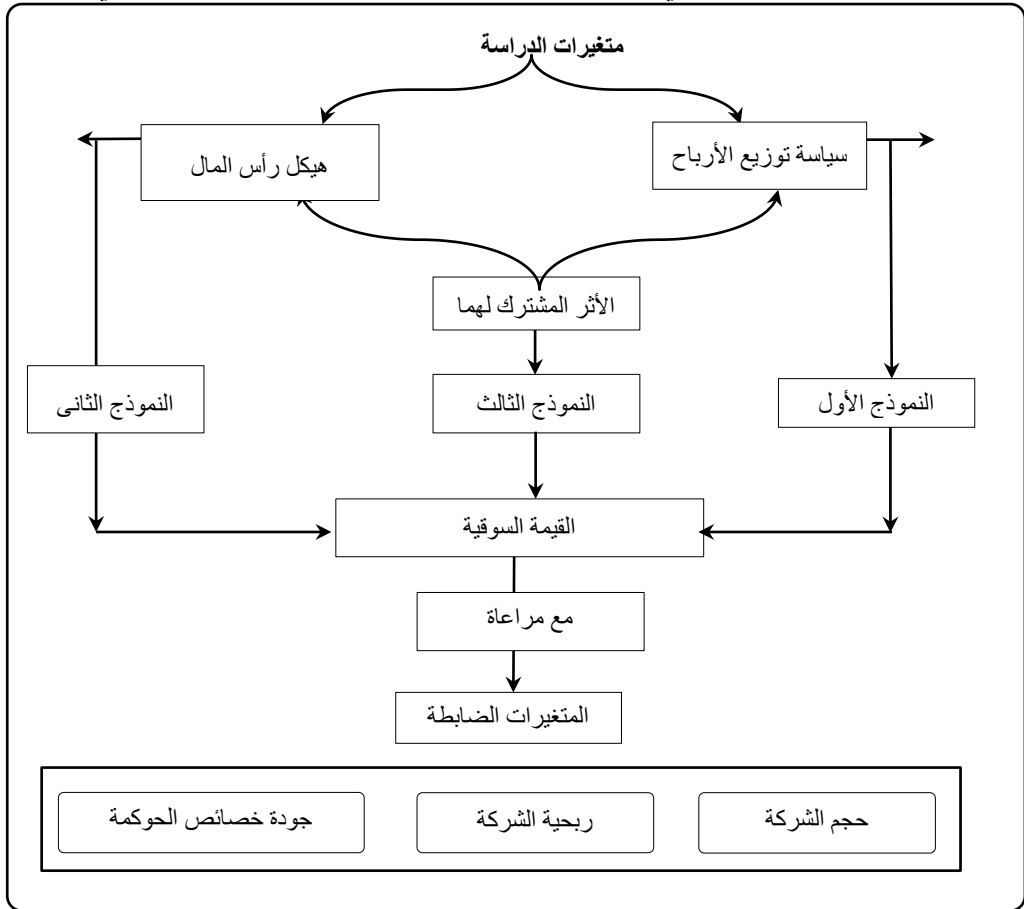 متغيرات الدراسة
سياسة توزيع الأرباح
هيكل رأس المال
الأثر المشترك لهما
النموذج الأول
النموذج الثالث
النموذج الثانى
القيمة السوقية
مع مراعاة
المتغيرات الضابطة
حجم الشركة
ربحية الشركة
جودة خصائص الحوكمة